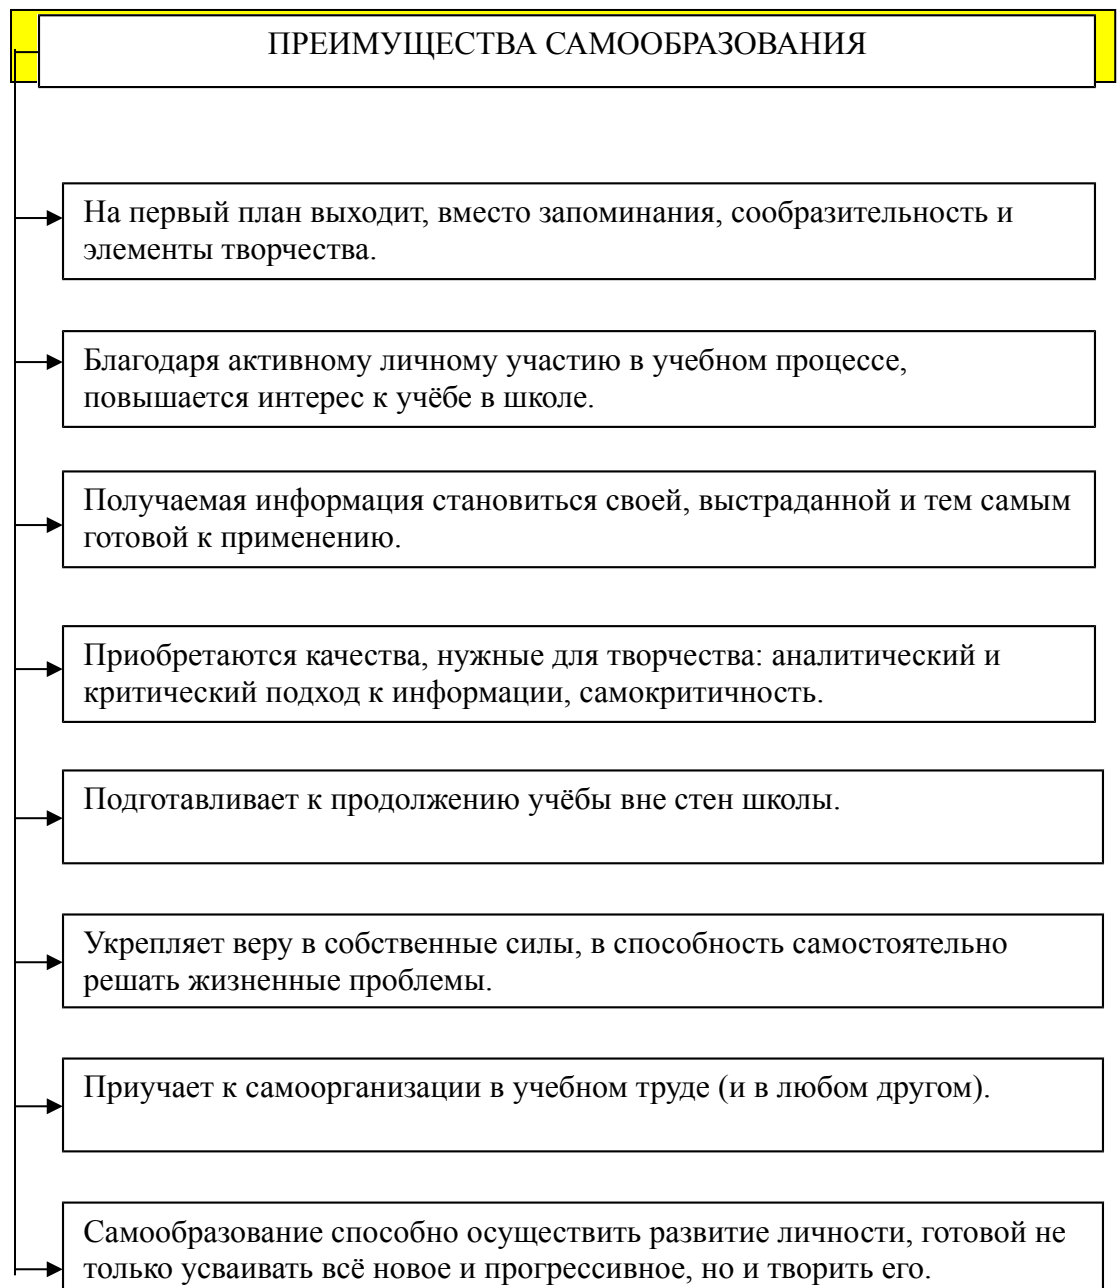 ПРЕИМУЩЕСТВА САМООБРАЗОВАНИЯ
На первый план выходит, вместо запоминания, сообразительность и
элементы творчества.
Благодаря активному личному участию в учебном процессе,
повышается интерес к учёбе в школе.
Получаемая информация становиться своей, выстраданной и тем самым
готовой к применению.
Приобретаются качества, нужные для творчества: аналитический и
критический подход к информации, самокритичность.
Подготавливает к продолжению учёбы вне стен школы.
Укрепляет веру в собственные силы, в способность самостоятельно
решать жизненные проблемы.
Приучает к самоорганизации в учебном труде (и в любом другом).
Самообразование способно осуществить развитие личности, готовой не
только усваивать всё новое и прогрессивное, но и творить его.